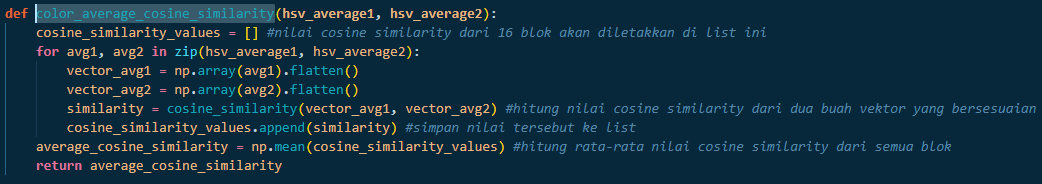 def color_average_cosine_similarity(hsv_average1, hsv_average2):
    cosine_similarity_values = [] #nilai cosine similarity dari 16 blok akan diletakkan di list ini
    for avg1, avg2 in zip(hsv_average1, hsv_average2):
        vector_avg1 = np.array(avg1).flatten()
        vector_avg2 = np.array(avg2).flatten()
        similarity = cosine_similarity(vector_avg1, vector_avg2) #hitung nilai cosine similarity dari dua buah vektor yang bersesuaian
        cosine_similarity_values.append(similarity) #simpan nilai tersebut ke list
    average_cosine_similarity = np.mean(cosine_similarity_values) #hitung rata-rata nilai cosine similarity dari semua blok
    return average_cosine_similarity